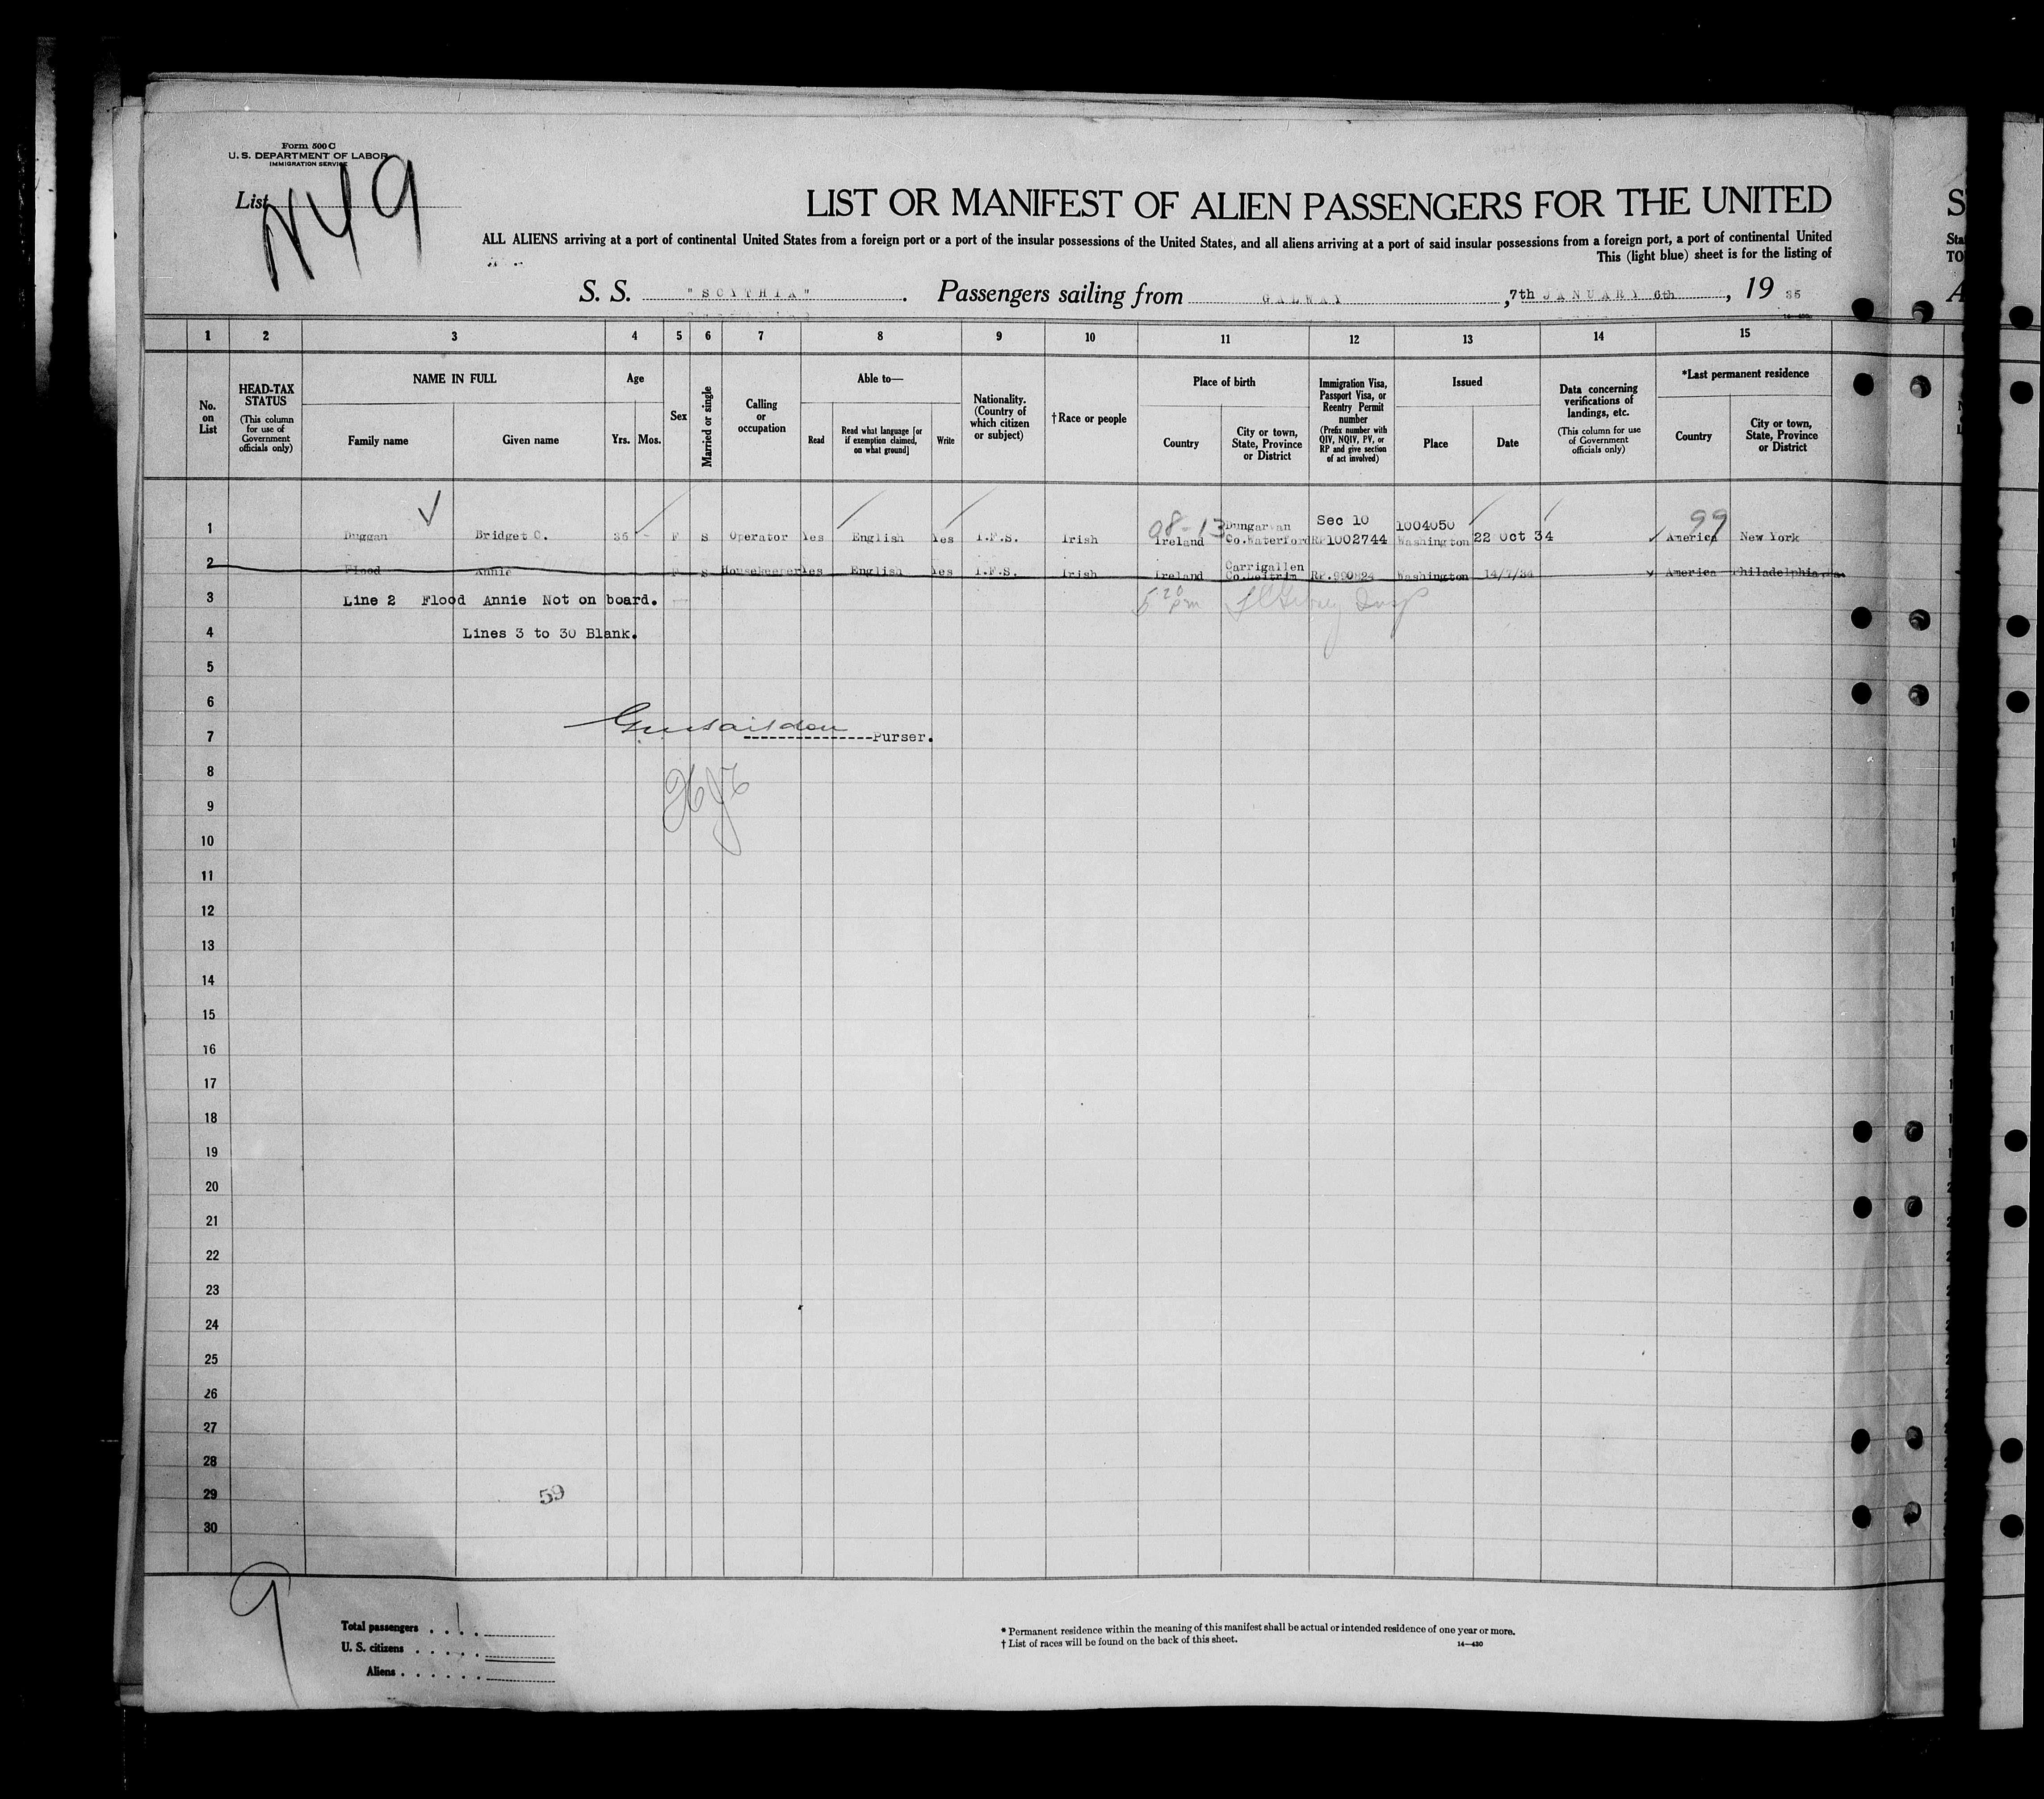 Form 500 C
U. S. DEPARTMENT OF LABOR
IMMIGRATION SERVICE
List
N49
LIST OR MANIFEST OF ALIEN PASSENGERS FOR THE UNITED
ALL ALIENS arriving at a port of continental United States from a foreign port or a port of the insular possessions of the United States, and all aliens arriving at a port of said insular possessions from a foreign port, a port of continental United
This (light blue) sheet is for the listing of
S. S. "SCYTHIA". Passengers sailing from GALWAY, 7th JANUARY 6th, 19 35
1 2 3 4 5 6 7 8 9 10 11 12 13 14 15
No. on List
HEAD-TAX STATUS (This column for use of Government officials only)
NAME IN FULL
Family name Given name
Age
Yrs. Mos.
Sex
Married or single
Calling or occupation
Able to—
Read Read what language [or if exemption claimed, on what ground] Write
Nationality. (Country of which citizen or subject)
† Race or people
Place of birth
Country City or town, State, Province or District
Immigration Visa, Passport Visa, or Reentry Permit number (Prefix number with QIV, NQIV, PV, or RP and give section of act involved)
Issued
Place Date
Data concerning verifications of landings, etc. (This column for use of Government officials only)
*Last permanent residence
Country City or town, State, Province or District
08-13 Dungarvan Sec 10 1004050 99
1 Duggan Bridget C. 36 - F S Operator Yes English Yes I.F.S. Irish Ireland Co.Waterford RP1002744 Washington 22 Oct 34 America New York
Carrigallen
2 Flood Annie F S Housekeeper Yes English Yes I.F.S. Irish Ireland Co.Leitrim RP.990824 Washington 14/7/34 America Philadelphia
3 Line 2 Flood Annie Not on board. 5 20 pm
4 Lines 3 to 30 Blank.
5
6
7 Purser.
8
9
10
11
12
13
14
15
16
17
18
19
20
21
22
23
24
25
26
27
28
29 59
30
9
Total passengers . . . . 1
U. S. citizens . . . . .
Aliens . . . . . .
* Permanent residence within the meaning of this manifest shall be actual or intended residence of one year or more.
† List of races will be found on the back of this sheet.
14—430